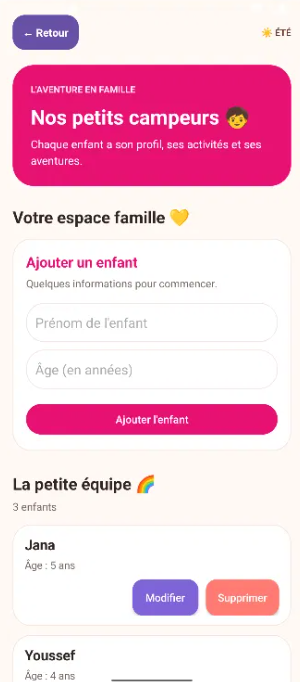 ← Retour
☀️ ÉTÉ
L'AVENTURE EN FAMILLE
Nos petits campeurs 🧒
Chaque enfant a son profil, ses activités et ses
aventures.
Votre espace famille 💛
Ajouter un enfant
Quelques informations pour commencer.
Prénom de l'enfant
Âge (en années)
Ajouter l'enfant
La petite équipe 🌈
3 enfants
Jana
Âge : 5 ans
Modifier
Supprimer
Youssef
Âge : 4 ans